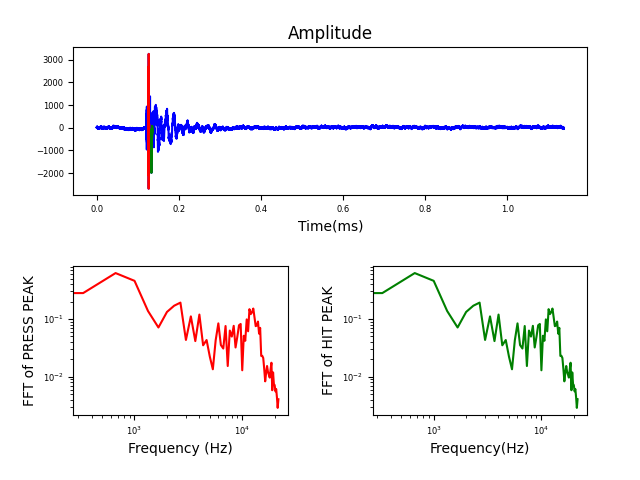 Amplitude
3000
2000
1000
0
−1000
−2000
0.0 0.2 0.4 0.6 0.8 1.0
Time(ms)
FFT of PRESS PEAK
10⁻¹
10⁻²
10³ 10⁴
Frequency (Hz)
FFT of HIT PEAK
10⁻¹
10⁻²
10³ 10⁴
Frequency(Hz)